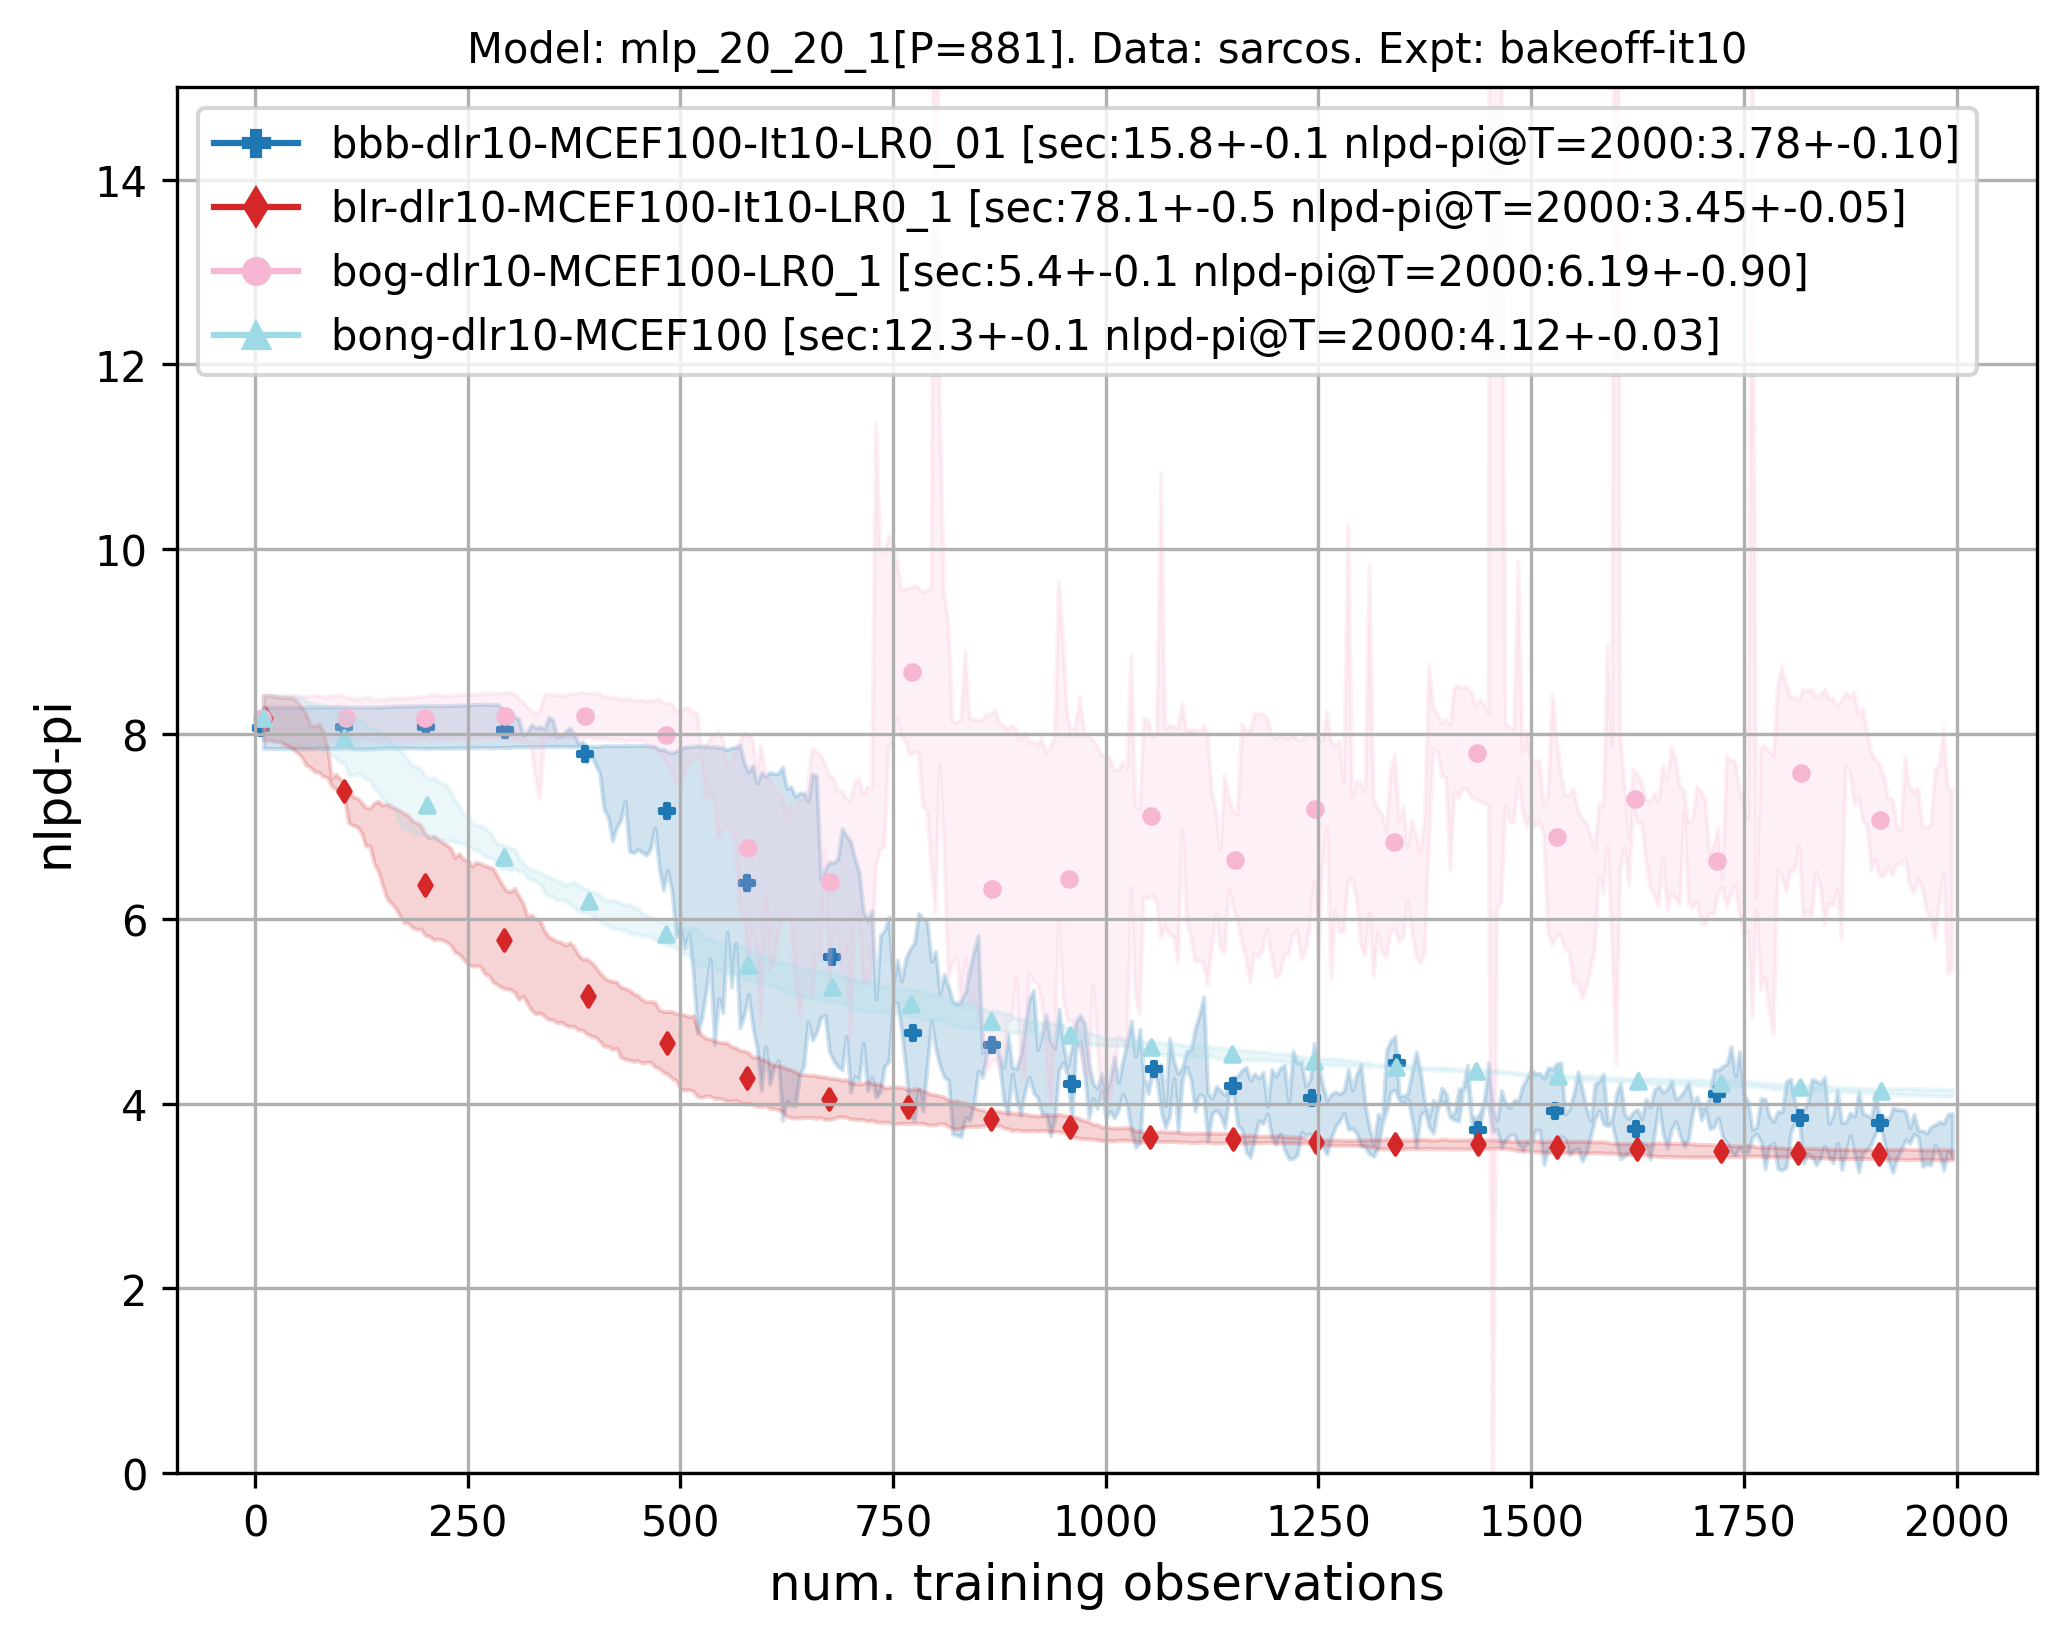 Model: mlp_20_20_1[P=881]. Data: sarcos. Expt: bakeoff-it10
bbb-dlr10-MCEF100-It10-LR0_01 [sec:15.8+-0.1 nlpd-pi@T=2000:3.78+-0.10]
blr-dlr10-MCEF100-It10-LR0_1 [sec:78.1+-0.5 nlpd-pi@T=2000:3.45+-0.05]
bog-dlr10-MCEF100-LR0_1 [sec:5.4+-0.1 nlpd-pi@T=2000:6.19+-0.90]
bong-dlr10-MCEF100 [sec:12.3+-0.1 nlpd-pi@T=2000:4.12+-0.03]
14
12
10
8
6
4
2
0
nlpd-pi
0 250 500 750 1000 1250 1500 1750 2000
num. training observations